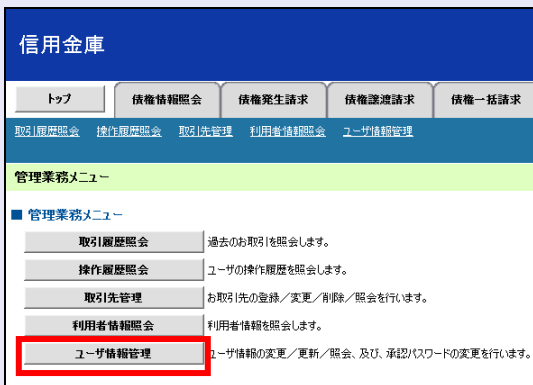 信用金庫
トップ 債権情報照会 債権発生請求 債権譲渡請求 債権一括請求
取引履歴照会 操作履歴照会 取引先管理 利用者情報照会 ユーザ情報管理
管理業務メニュー
■ 管理業務メニュー
取引履歴照会 過去のお取引を照会します。
操作履歴照会 ユーザの操作履歴を照会します。
取引先管理 お取引先の登録／変更／削除／照会を行います。
利用者情報照会 利用者情報を照会します。
ユーザ情報管理 ユーザ情報の変更／更新／照会、及び、承認パスワードの変更を行います。